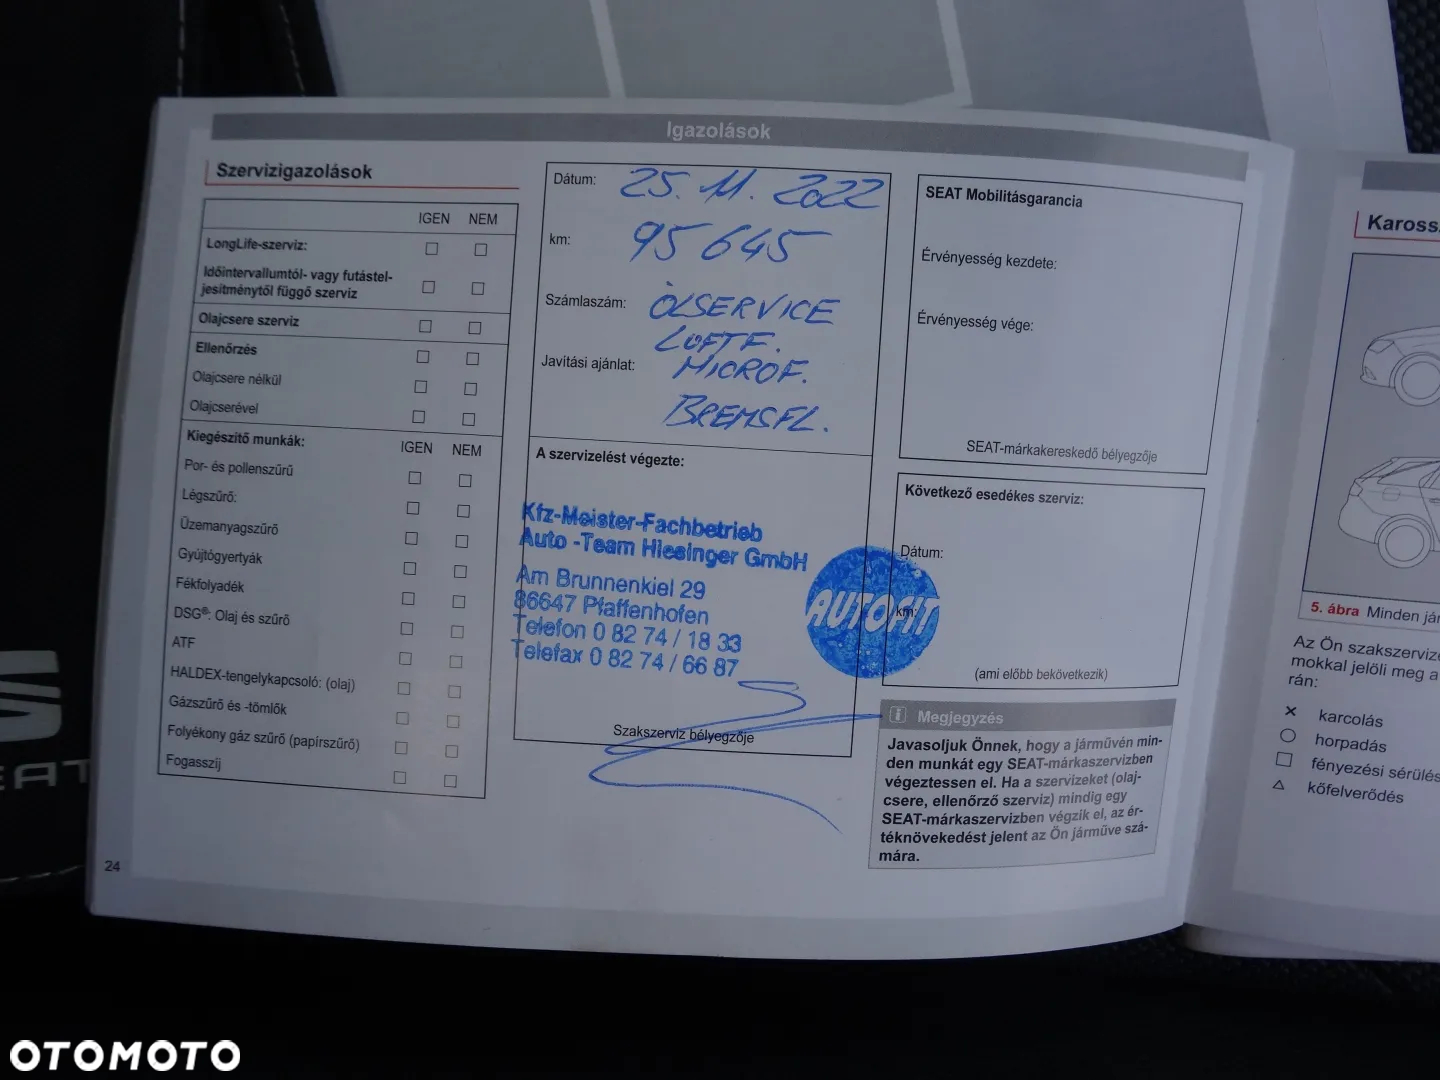 Igazolások
Szervizigazolások
IGEN NEM
LongLife-szerviz:
Időintervallumtól- vagy futástel-
jesítménytől függő szerviz
Olajcsere szerviz
Ellenőrzés
Olajcsere nélkül
Olajcserével
Kiegészítő munkák: IGEN NEM
Por- és pollenszűrő
Légszűrő:
Üzemanyagszűrő
Gyújtógyertyák
Fékfolyadék
DSG®: Olaj és szűrő
ATF
HALDEX-tengelykapcsoló: (olaj)
Gázszűrő és -tömlők
Folyékony gáz szűrő (papírszűrő)
Fogasszíj
24
Dátum: 25.11.2022
km: 95645
Számlaszám: ÖLSERVICE
LUFTF.
Javítási ajánlat: MICROF.
BREMSFL.
A szervizelést végezte:
Kfz-Meister-Fachbetrieb
Auto -Team Hiesinger GmbH
Am Brunnenkiel 29
86647 Pfaffenhofen
Telefon 0 82 74 / 18 33
Telefax 0 82 74 / 66 87
AUTOFIT
Szakszerviz bélyegzője
SEAT Mobilitásgarancia
Érvényesség kezdete:
Érvényesség vége:
SEAT-márkakereskedő bélyegzője
Következő esedékes szerviz:
Dátum:
km:
(ami előbb bekövetkezik)
i Megjegyzés
Javasoljuk Önnek, hogy a járművén min-
den munkát egy SEAT-márkaszervizben
végeztessen el. Ha a szervizeket (olaj-
csere, ellenőrző szerviz) mindig egy
SEAT-márkaszervizben végzik el, az ér-
téknövekedést jelent az Ön járműve szá-
mára.
Karossz
5. ábra Minden jár
Az Ön szakszervize
mokkal jelöli meg a
rán:
karcolás
horpadás
fényezési sérülés
kőfelverődés
SEAT
OTOMOTO